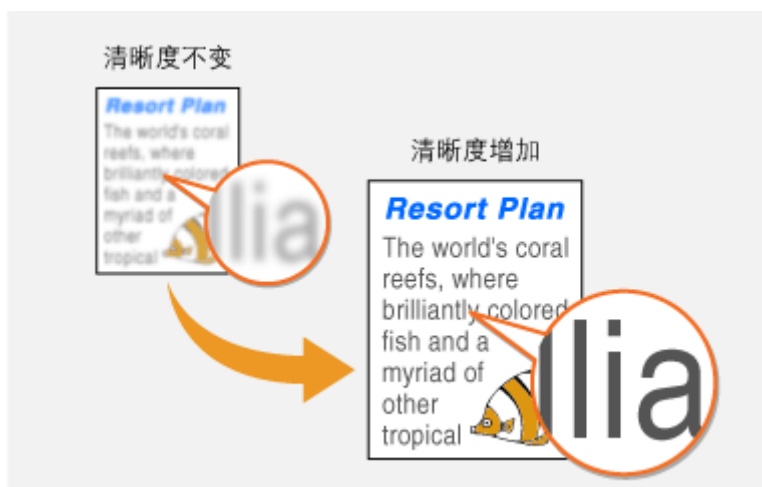 清晰度不变
Resort Plan
The world's coral
reefs, where
brilliantly colored
fish and a
myriad of
other
tropical
llia
清晰度增加
Resort Plan
The world's coral
reefs, where
brilliantly colored
fish and a
myriad of
other
tropical
llia